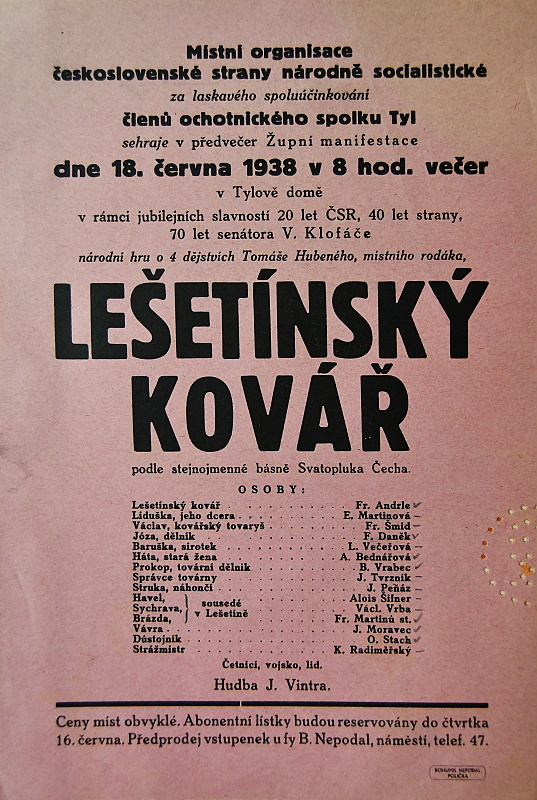 Místní organisace
československé strany národně socialistické
za laskavého spoluúčinkování
členů ochotnického spolku Tyl
sehraje v předvečer Župní manifestace
dne 18. června 1938 v 8 hod. večer
v Tylově domě
v rámci jubilejních slavností 20 let ČSR, 40 let strany,
70 let senátora V. Klofáče
národní hru o 4 dějstvích Tomáše Hubeného, místního rodáka,
LEŠETÍNSKÝ
KOVÁŘ
podle stejnojmenné básně Svatopluka Čecha.
OSOBY:
Lešetínský kovář . . . . . Fr. Andrle
Liduška, jeho dcera . . . . . E. Martinová
Václav, kovářský tovaryš . . . . . Fr. Šmíd
Józa, dělník . . . . . F. Daněk
Baruška, sirotek . . . . . L. Večeřová
Háta, stará žena . . . . . A. Bednářová
Prokop, tovární dělník . . . . . B. Vrabec
Správce továrny . . . . . J. Tvrzník
Struka, náhončí . . . . . J. Peňáz
Havel, . . . . . Alois Šifner
Sychrava, } sousedé v Lešetíně . . . . . Václ. Vrba
Brázda, . . . . . Fr. Martinů st.
Vávra . . . . . J. Moravec
Důstojník . . . . . O. Stach
Strážmistr . . . . . K. Radiměřský
Četníci, vojsko, lid.
Hudba J. Vintra.
Ceny míst obvyklé. Abonentní lístky budou reservovány do čtvrtka
16. června. Předprodej vstupenek u fy B. Nepodal, náměstí, telef. 47.
BOHUMIL NEPODAL
POLIČKA